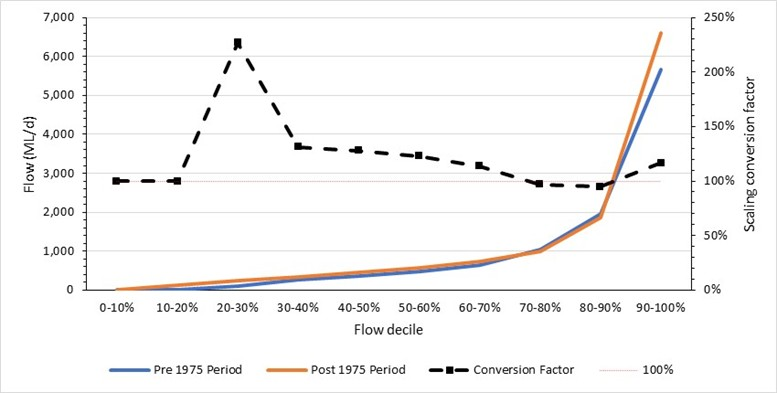 7,000
6,000
5,000
4,000
3,000
2,000
1,000
0
Flow (ML/d)
250%
200%
150%
100%
50%
0%
Scaling conversion factor
0-10% 10-20% 20-30% 30-40% 40-50% 50-60% 60-70% 70-80% 80-90% 90-100%
Flow decile
Pre 1975 Period Post 1975 Period Conversion Factor 100%